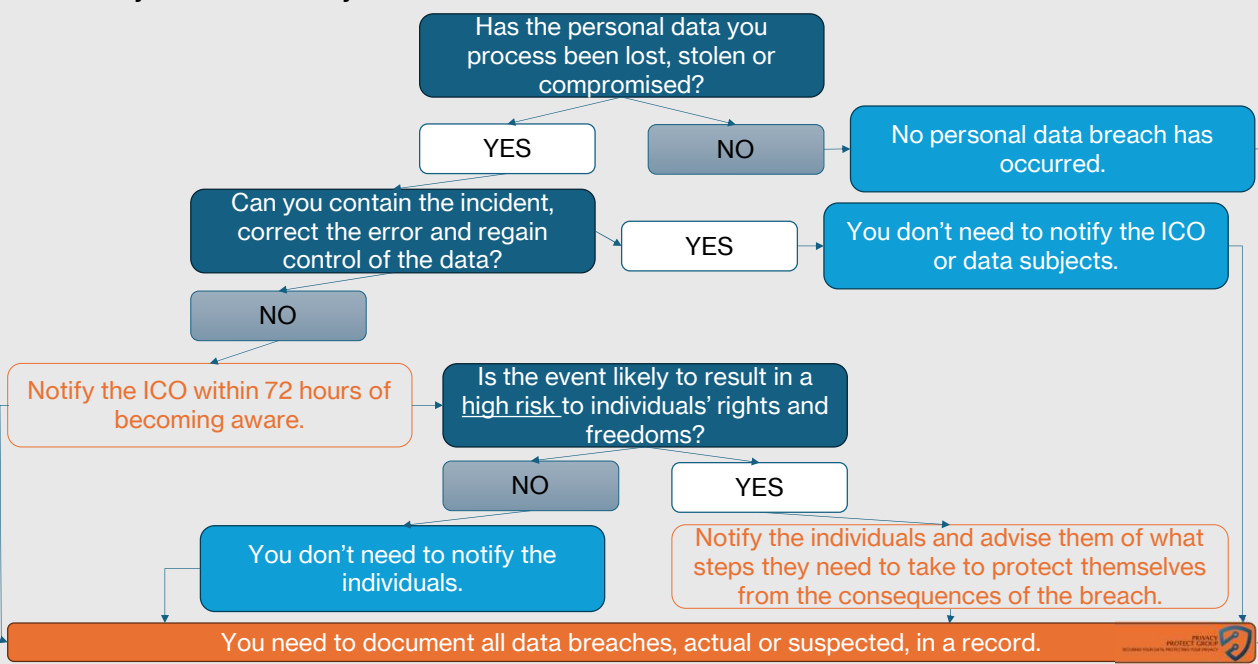 Has the personal data you
process been lost, stolen or
compromised?
YES
NO
No personal data breach has
occurred.
Can you contain the incident,
correct the error and regain
control of the data?
YES
You don’t need to notify the ICO
or data subjects.
NO
Notify the ICO within 72 hours of
becoming aware.
Is the event likely to result in a
high risk to individuals’ rights and
freedoms?
NO
YES
You don’t need to notify the
individuals.
Notify the individuals and advise them of what
steps they need to take to protect themselves
from the consequences of the breach.
You need to document all data breaches, actual or suspected, in a record.
PRIVACY
PROTECT GROUP